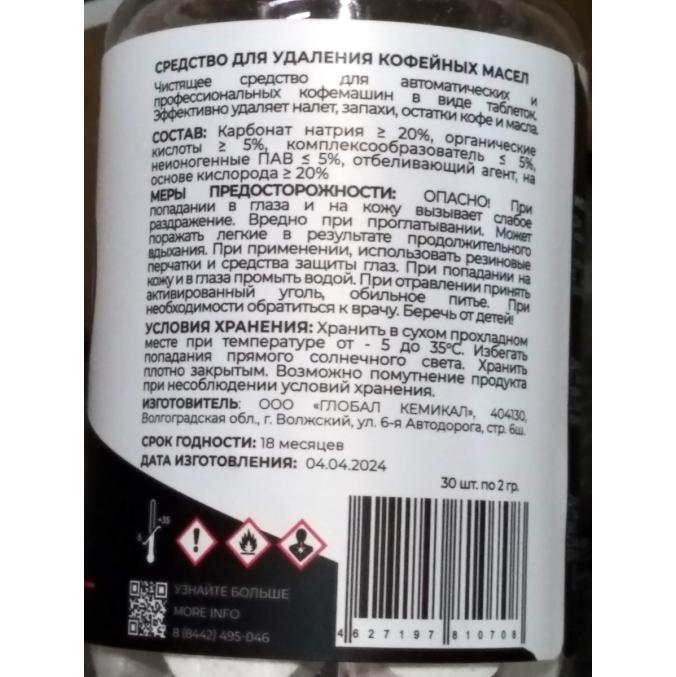 СРЕДСТВО ДЛЯ УДАЛЕНИЯ КОФЕЙНЫХ МАСЕЛ
Чистящее средство для автоматических и
профессиональных кофемашин в виде таблеток.
Эффективно удаляет налет, запахи, остатки кофе и масла.
СОСТАВ: Карбонат натрия ≥ 20%, органические
кислоты ≥ 5%, комплексообразователь ≤ 5%,
неионогенные ПАВ ≤ 5%, отбеливающий агент, на
основе кислорода ≥ 20%
МЕРЫ ПРЕДОСТОРОЖНОСТИ: ОПАСНО! При
попадании в глаза и на кожу вызывает слабое
раздражение. Вредно при проглатывании. Может
поражать легкие в результате продолжительного
вдыхания. При применении, использовать резиновые
перчатки и средства защиты глаз. При попадании на
кожу и в глаза промыть водой. При отравлении принять
активированный уголь, обильное питье. При
необходимости обратиться к врачу. Беречь от детей!
УСЛОВИЯ ХРАНЕНИЯ: Хранить в сухом прохладном
месте при температуре от - 5 до 35°С. Избегать
попадания прямого солнечного света. Хранить
плотно закрытым. Возможно помутнение продукта
при несоблюдении условий хранения.
ИЗГОТОВИТЕЛЬ: ООО «ГЛОБАЛ КЕМИКАЛ», 404130,
Волгоградская обл., г. Волжский, ул. 6-я Автодорога, стр. 6ш.
СРОК ГОДНОСТИ: 18 месяцев
ДАТА ИЗГОТОВЛЕНИЯ: 04.04.2024
30 шт. по 2 гр.
+35
-5
УЗНАЙТЕ БОЛЬШЕ
MORE INFO
8 (8442) 495-046
4 627197 810708